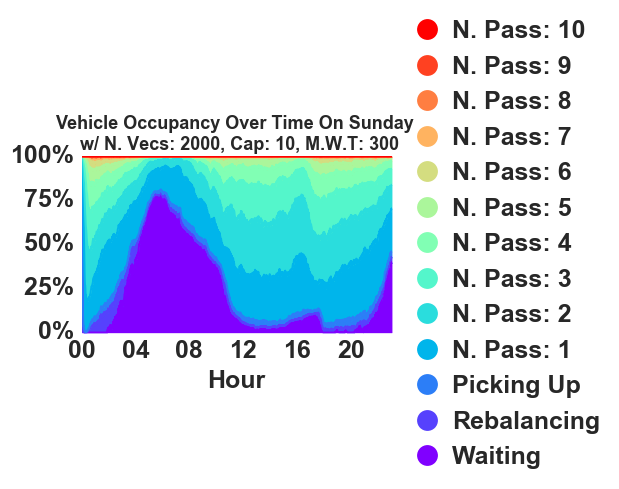 Vehicle Occupancy Over Time On Sunday
w/ N. Vecs: 2000, Cap: 10, M.W.T: 300
100%
75%
50%
25%
0%
00 04 08 12 16 20
Hour
N. Pass: 10
N. Pass: 9
N. Pass: 8
N. Pass: 7
N. Pass: 6
N. Pass: 5
N. Pass: 4
N. Pass: 3
N. Pass: 2
N. Pass: 1
Picking Up
Rebalancing
Waiting